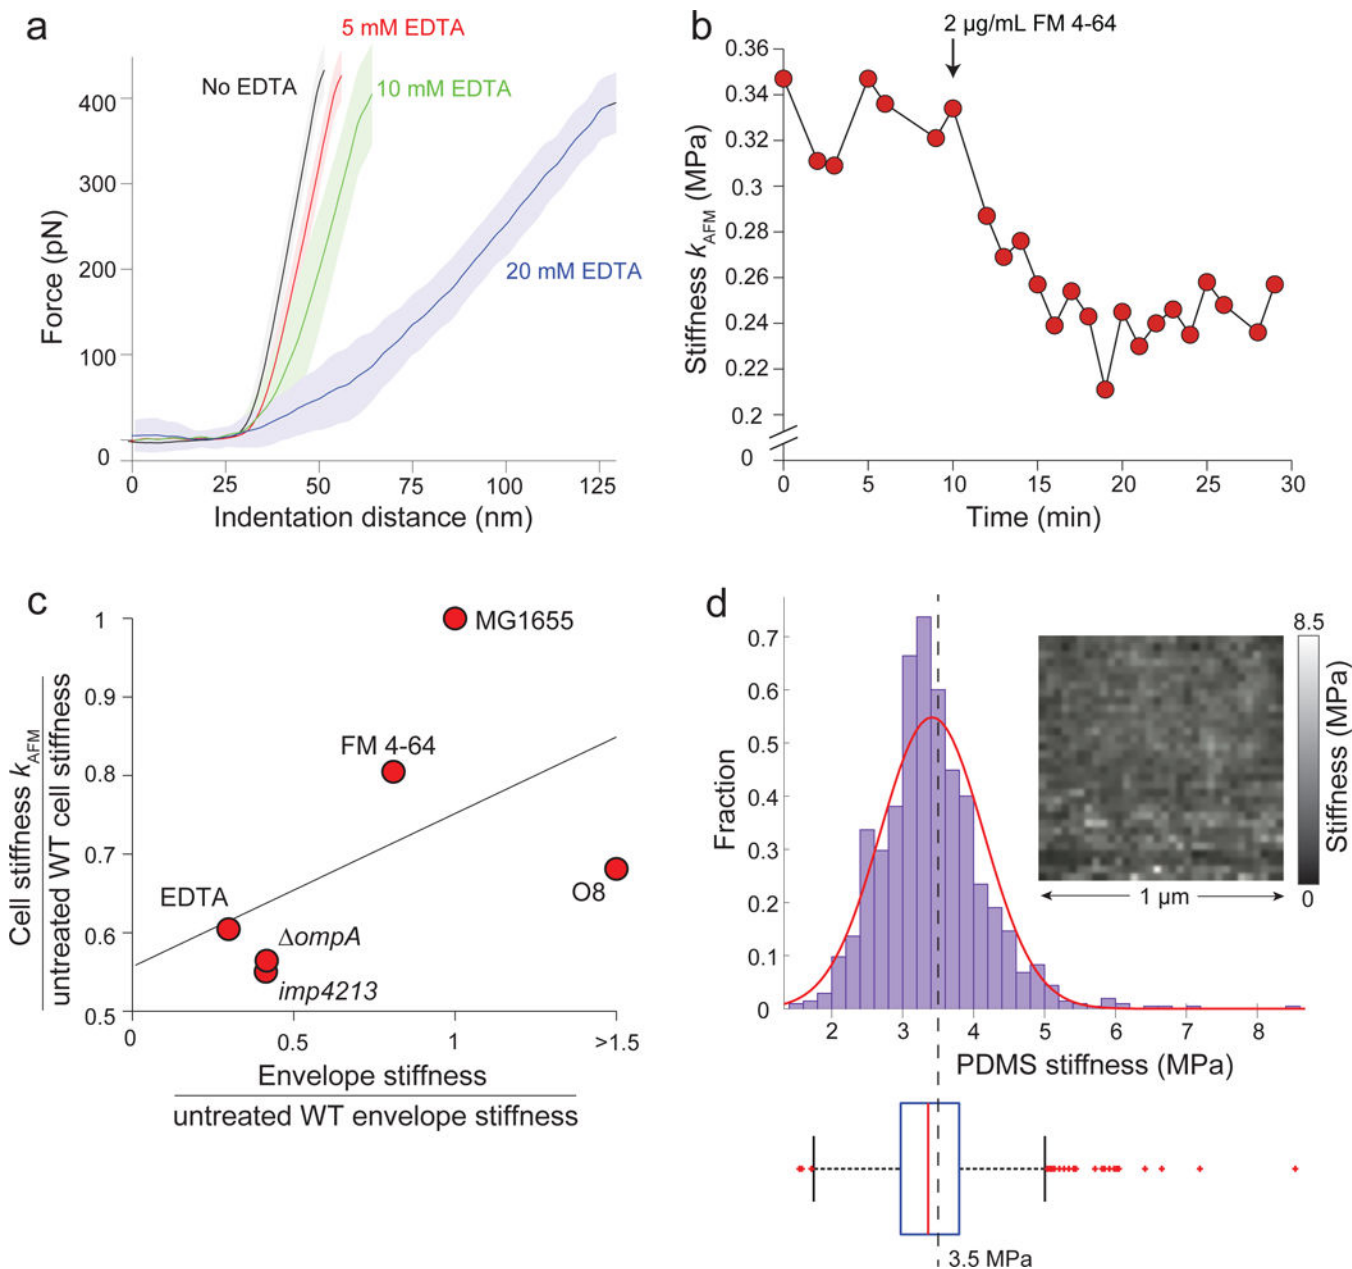 a
No EDTA
5 mM EDTA
10 mM EDTA
20 mM EDTA
Force (pN)
400
300
200
100
0
0 25 50 75 100 125
Indentation distance (nm)
b
2 µg/mL FM 4-64
Stiffness kAFM (MPa)
0.36
0.34
0.32
0.3
0.28
0.26
0.24
0.22
0.2
0
0 5 10 15 20 25 30
Time (min)
c
Cell stiffness kAFM
untreated WT cell stiffness
1
0.9
0.8
0.7
0.6
0.5
MG1655
FM 4-64
O8
EDTA
ΔompA
imp4213
0 0.5 1 >1.5
Envelope stiffness
untreated WT envelope stiffness
d
Fraction
0.7
0.6
0.5
0.4
0.3
0.2
0.1
0
2 3 4 5 6 7 8
PDMS stiffness (MPa)
8.5
Stiffness (MPa)
0
1 µm
3.5 MPa